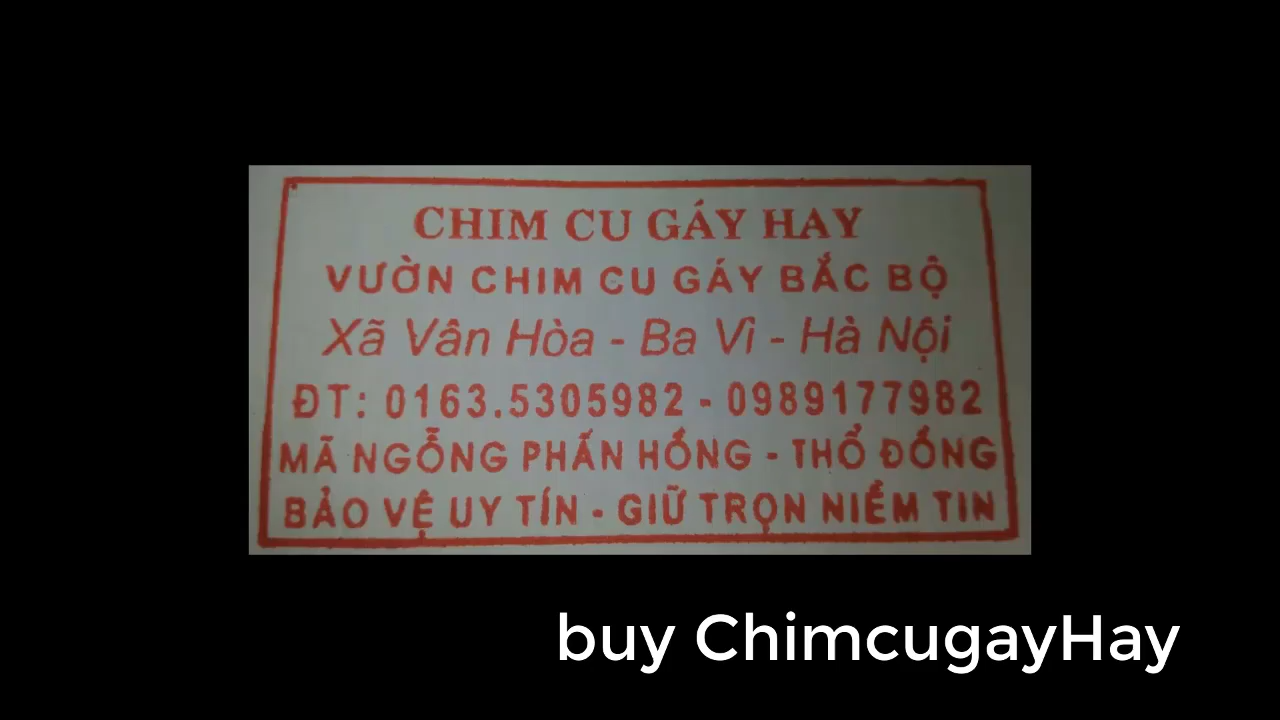 CHIM CU GÁY HAY
VƯỜN CHIM CU GÁY BẮC BỘ
Xã Vân Hòa - Ba Vì - Hà Nội
ĐT: 0163.5305982 - 0989177982
MÃ NGỖNG PHẤN HỒNG - THỔ ĐỒNG
BẢO VỆ UY TÍN - GIỮ TRỌN NIỀM TIN
buy ChimcugayHay